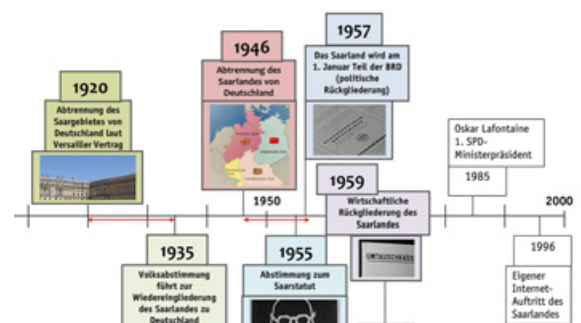 1920
Abtrennung des
Saargebietes von
Deutschland laut
Versailler Vertrag
1946
Abtrennung des
Saarlandes von
Deutschland
1957
Das Saarland wird am
1. Januar Teil der BRD
(politische
Rückgliederung)
Oskar Lafontaine
1. SPD-
Ministerpräsident
1985
1950
2000
1935
Volksabstimmung
führt zur
Wiedereingliederung
des Saarlandes zu
Deutschland
1955
Abstimmung zum
Saarstatut
1959
Wirtschaftliche
Rückgliederung des
Saarlandes
UMTAUSCHKASSE
1996
Eigener
Internet-
Auftritt des
Saarlandes